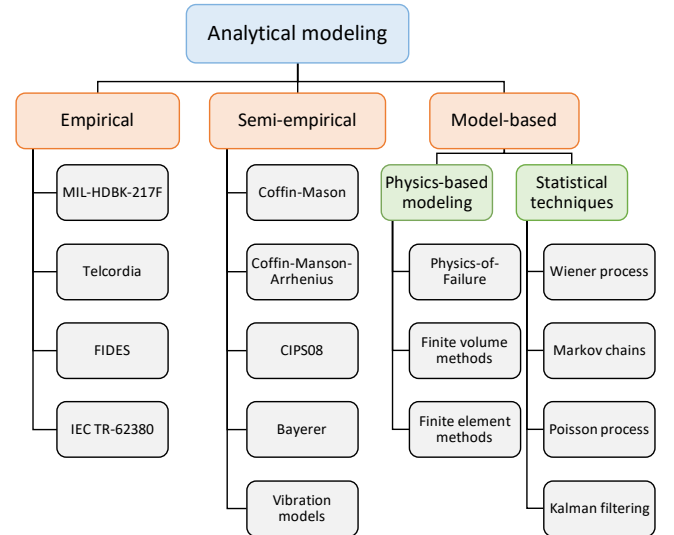 Analytical modeling
Empirical
Semi-empirical
Model-based
Physics-based
modeling
Statistical
techniques
MIL-HDBK-217F
Telcordia
FIDES
IEC TR-62380
Coffin-Mason
Coffin-Manson-
Arrhenius
CIPS08
Bayerer
Vibration
models
Physics-of-
Failure
Finite volume
methods
Finite element
methods
Wiener process
Markov chains
Poisson process
Kalman filtering